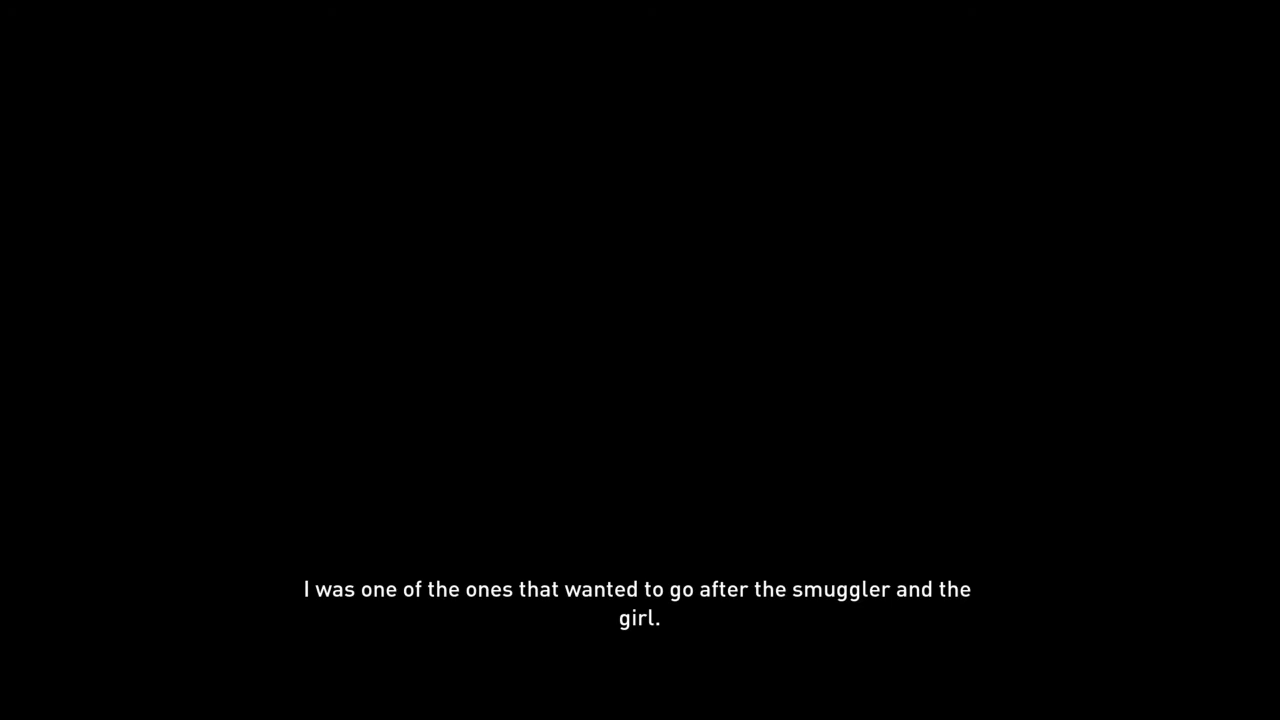 I was one of the ones that wanted to go after the smuggler and the
girl.